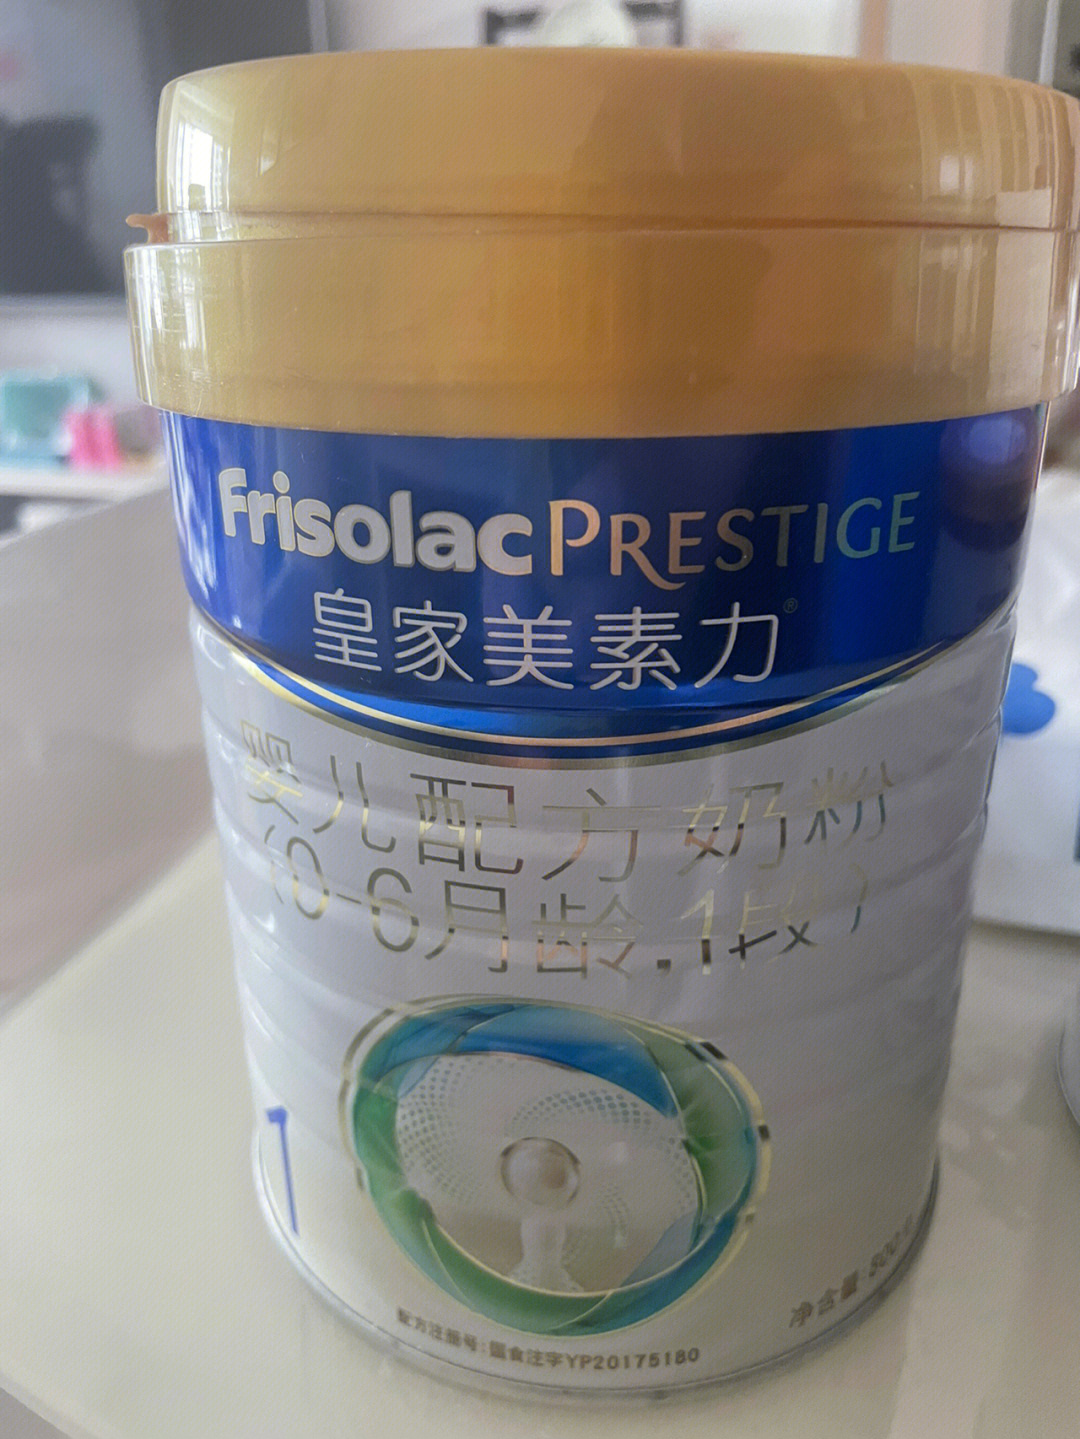 Frisolac PRESTIGE
皇家美素力®
婴儿配方奶粉
(0-6月龄,1段)
1
净含量:800
配方注册号:国食注字YP20175180